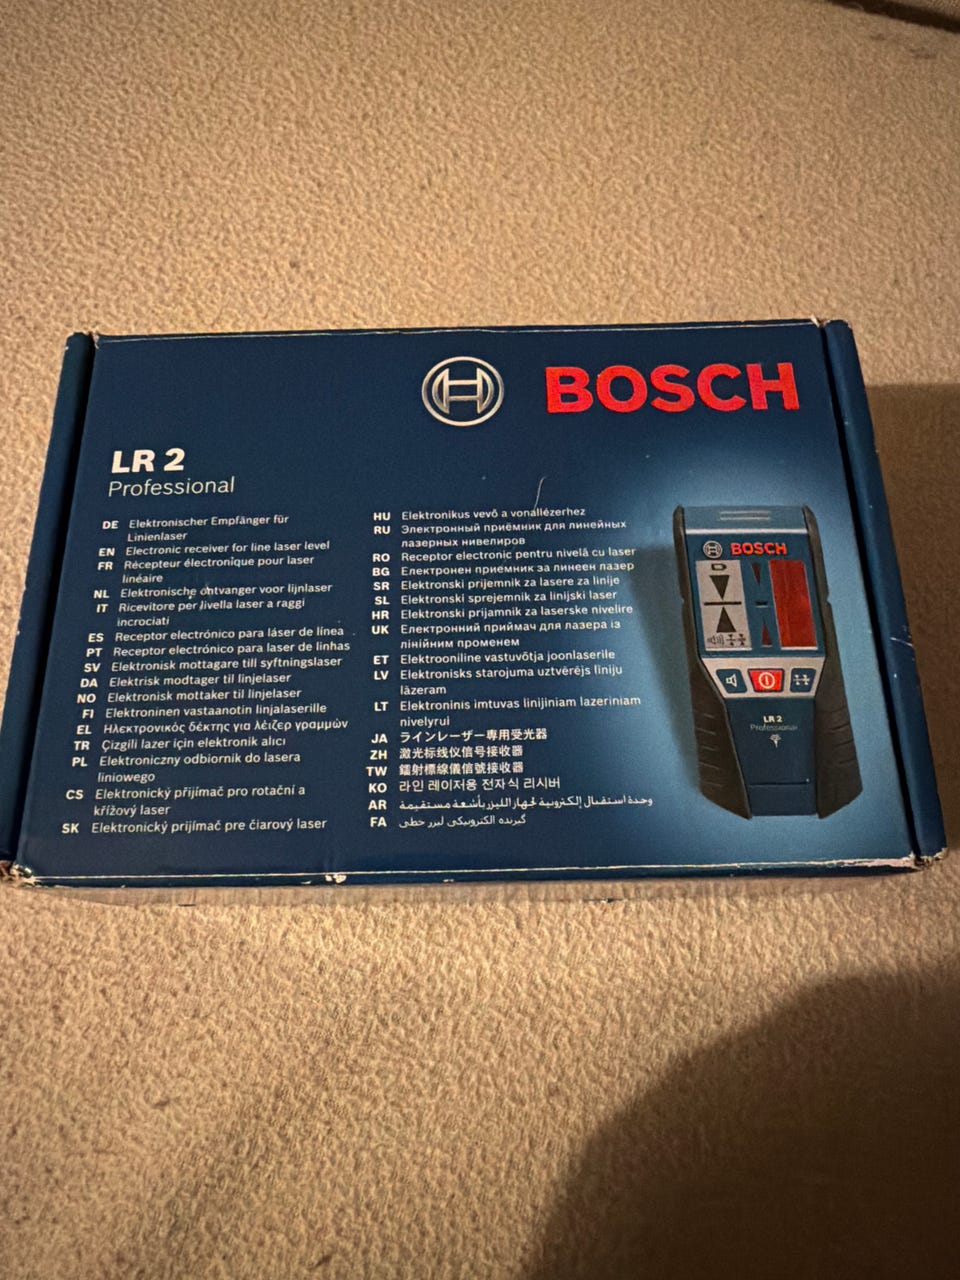 BOSCH
LR 2
Professional
DE Elektronischer Empfänger für
Linienlaser
EN Electronic receiver for line laser level
FR Récepteur électronique pour laser
linéaire
NL Elektronische ontvanger voor lijnlaser
IT Ricevitore per livella laser a raggi
incrociati
ES Receptor electrónico para láser de línea
PT Receptor electrónico para laser de linhas
SV Elektronisk mottagare till syftningslaser
DA Elektrisk modtager til linjelaser
NO Elektronisk mottaker til linjelaser
FI Elektroninen vastaanotin linjalaserille
EL Ηλεκτρονικός δέκτης για λέιζερ γραμμών
TR Çizgili lazer için elektronik alıcı
PL Elektroniczny odbiornik do lasera
liniowego
CS Elektronický přijímač pro rotační a
křížový laser
SK Elektronický prijímač pre čiarový laser
HU Elektronikus vevő a vonallézerhez
RU Электронный приёмник для линейных
лазерных нивелиров
RO Receptor electronic pentru nivelă cu laser
BG Електронен приемник за линеен лазер
SR Elektronski prijemnik za lasere za linije
SL Elektronski sprejemnik za linijski laser
HR Elektronski prijamnik za laserske nivelire
UK Електронний приймач для лазера із
лінійним променем
ET Elektrooniline vastuvõtja joonlaserile
LV Elektronisks starojuma uztvērējs līniju
lāzeram
LT Elektroninis imtuvas linijiniam lazeriniam
nivelyrui
JA ラインレーザー専用受光器
ZH 激光标线仪信号接收器
TW 鐳射標線儀信號接收器
KO 라인 레이저용 전자식 리시버
AR وحدة استقبال إلكترونية لجهاز الليزر بأشعة مستقيمة
FA گیرنده الکترونیکی لیزر خطی
BOSCH
LR 2
Professional